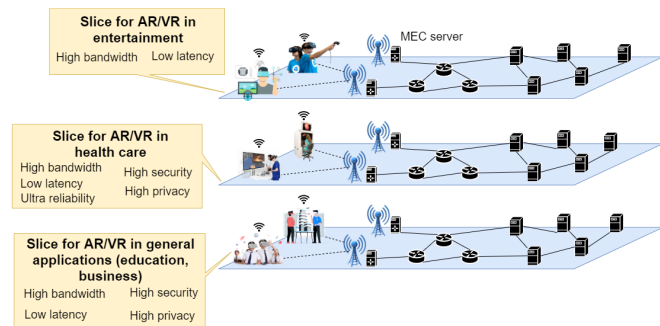 Slice for AR/VR in
entertainment
High bandwidth Low latency
MEC server
Slice for AR/VR in
health care
High bandwidth
Low latency
Ultra reliability
High security
High privacy
Slice for AR/VR in general
applications (education,
business)
High bandwidth High security
Low latency High privacy